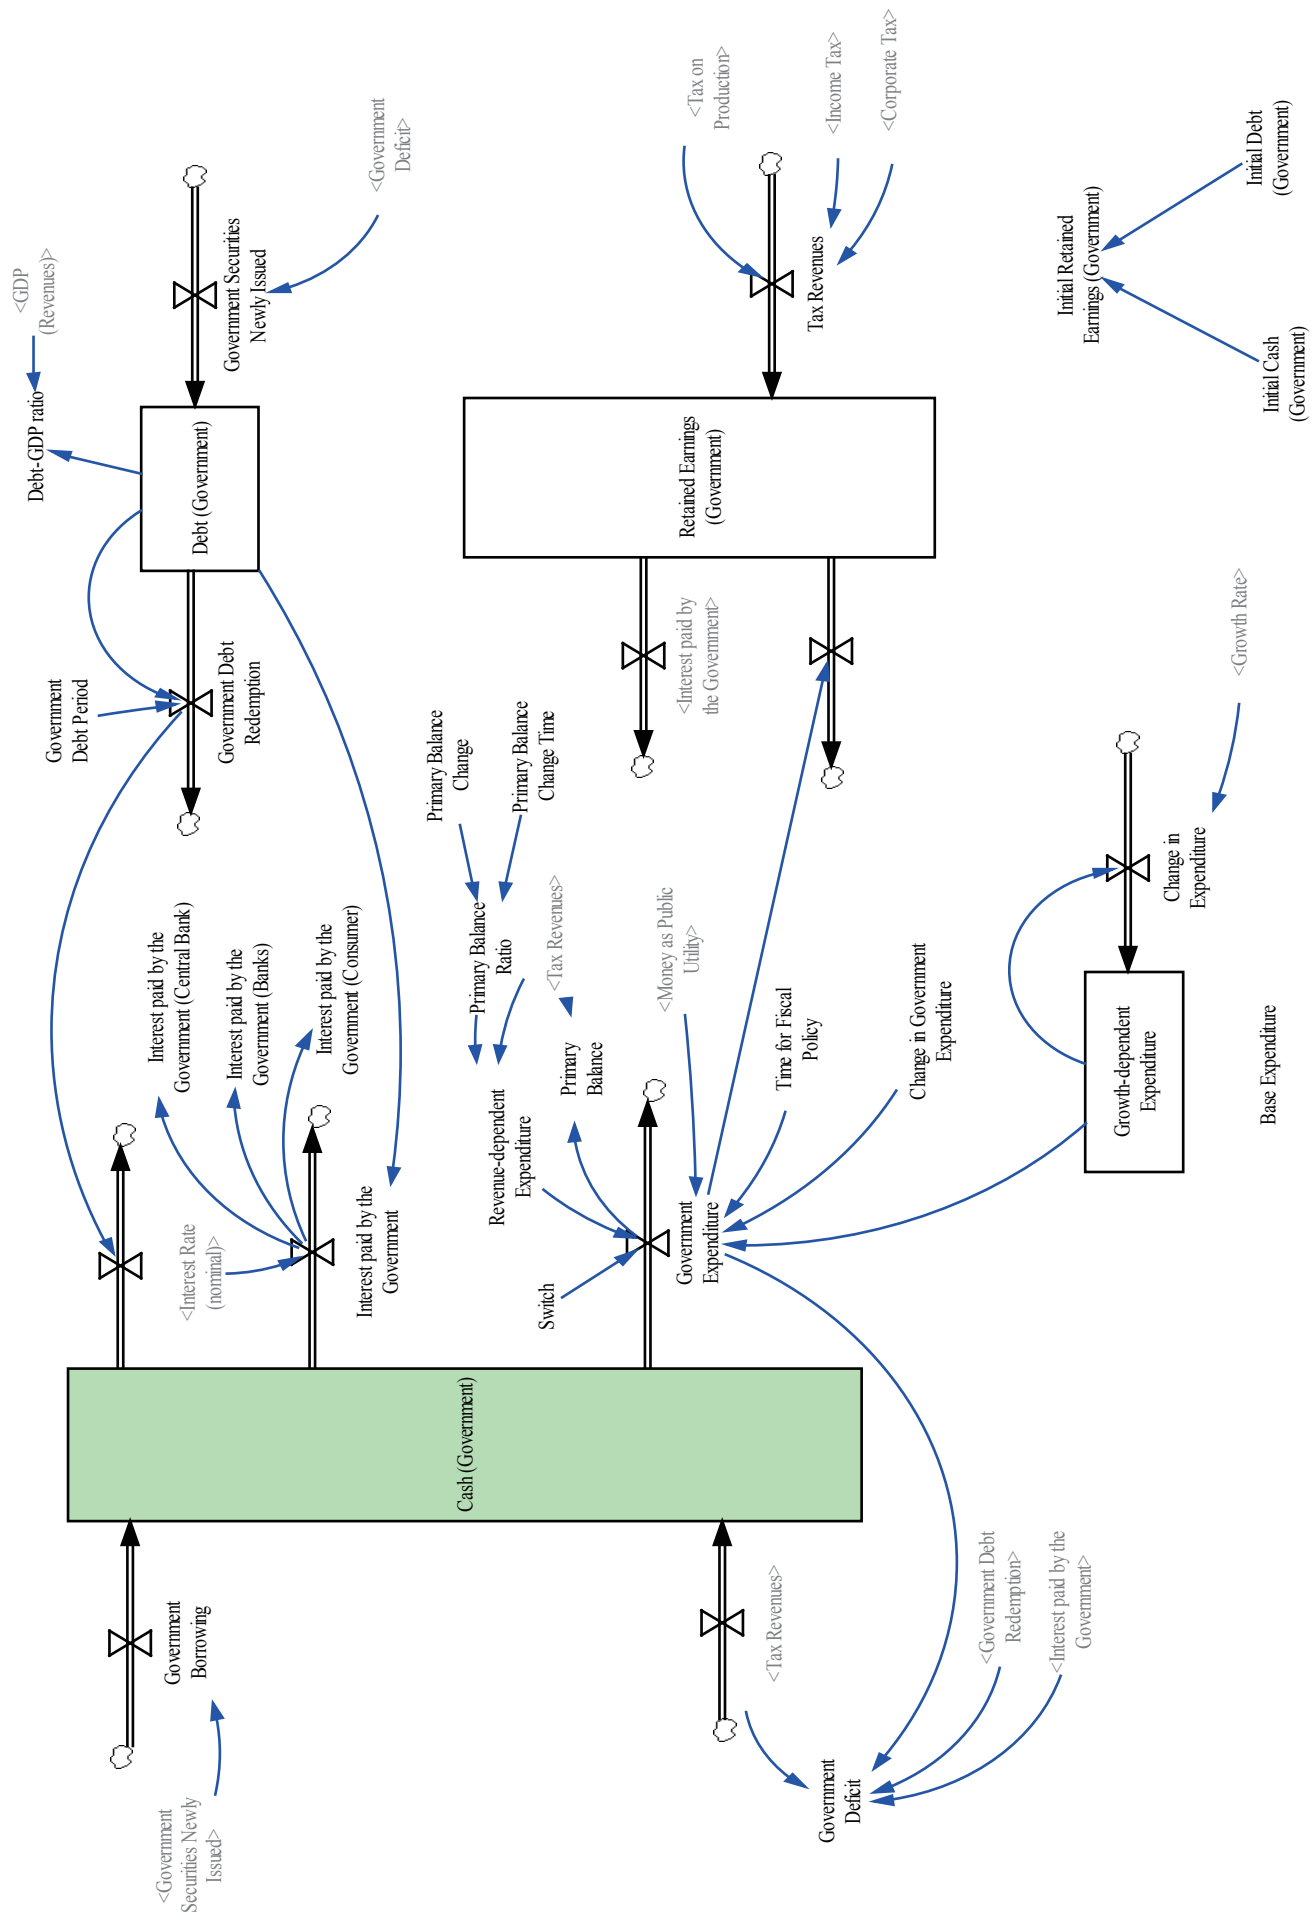 <Government
Securities Newly
Issued>
Government
Borrowing
<Interest Rate
(nominal)>
Interest paid by the
Government (Central Bank)
Interest paid by the
Government (Banks)
Interest paid by the
Government (Consumer)
Interest paid by the
Government
Government
Debt Period
Government Debt
Redemption
Debt (Government)
Debt-GDP ratio
<GDP
(Revenues)>
Government Securities
Newly Issued
<Government
Deficit>
Cash (Government)
Switch
Revenue-dependent
Expenditure
Primary
Balance
<Tax Revenues>
Primary Balance
Ratio
Primary Balance
Change
Primary Balance
Change Time
<Money as Public
Utility>
Government
Expenditure
Time for Fiscal
Policy
Change in Government
Expenditure
<Interest paid by
the Government>
Retained Earnings
(Government)
Tax Revenues
<Tax on
Production>
<Income Tax>
<Corporate Tax>
<Tax Revenues>
Government
Deficit
<Government Debt
Redemption>
<Interest paid by the
Government>
Growth-dependent
Expenditure
Change in
Expenditure
<Growth Rate>
Base Expenditure
Initial Retained
Earnings (Government)
Initial Cash
(Government)
Initial Debt
(Government)